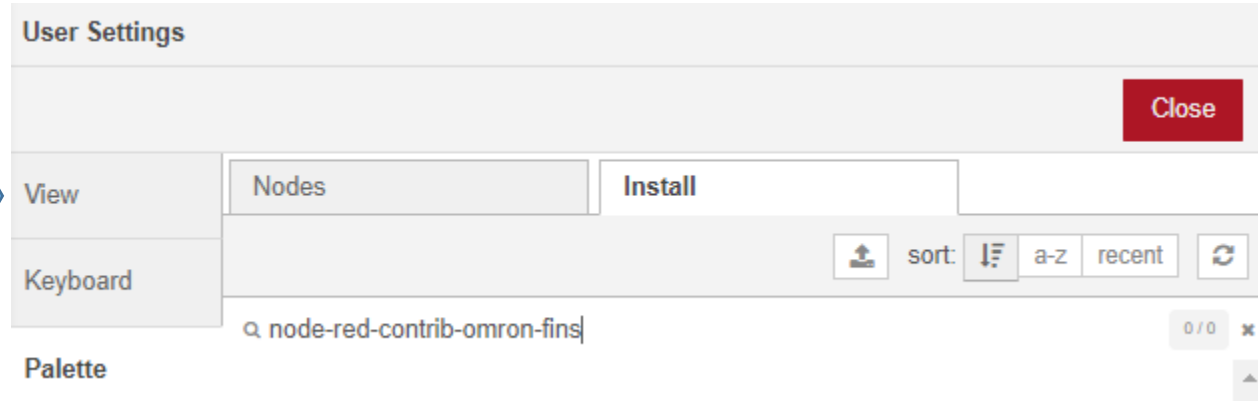 User Settings
Close
View
Nodes
Install
sort:
a-z
recent
Keyboard
node-red-contrib-omron-fins
0 / 0
Palette